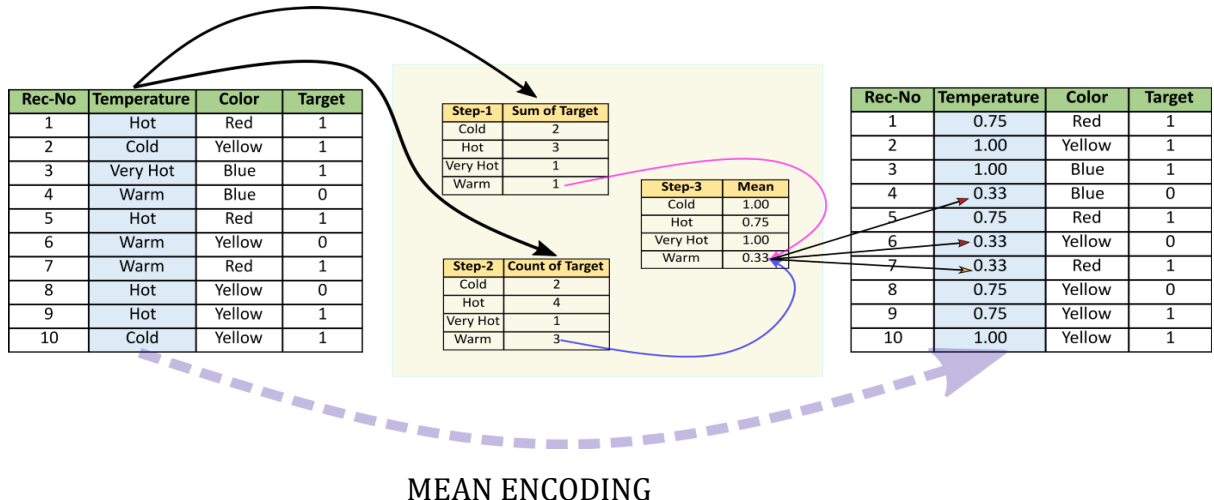 Rec-No Temperature Color Target
1 Hot Red 1
2 Cold Yellow 1
3 Very Hot Blue 1
4 Warm Blue 0
5 Hot Red 1
6 Warm Yellow 0
7 Warm Red 1
8 Hot Yellow 0
9 Hot Yellow 1
10 Cold Yellow 1
Step-1 Sum of Target
Cold 2
Hot 3
Very Hot 1
Warm 1
Step-2 Count of Target
Cold 2
Hot 4
Very Hot 1
Warm 3
Step-3 Mean
Cold 1.00
Hot 0.75
Very Hot 1.00
Warm 0.33
Rec-No Temperature Color Target
1 0.75 Red 1
2 1.00 Yellow 1
3 1.00 Blue 1
4 0.33 Blue 0
5 0.75 Red 1
6 0.33 Yellow 0
7 0.33 Red 1
8 0.75 Yellow 0
9 0.75 Yellow 1
10 1.00 Yellow 1
MEAN ENCODING